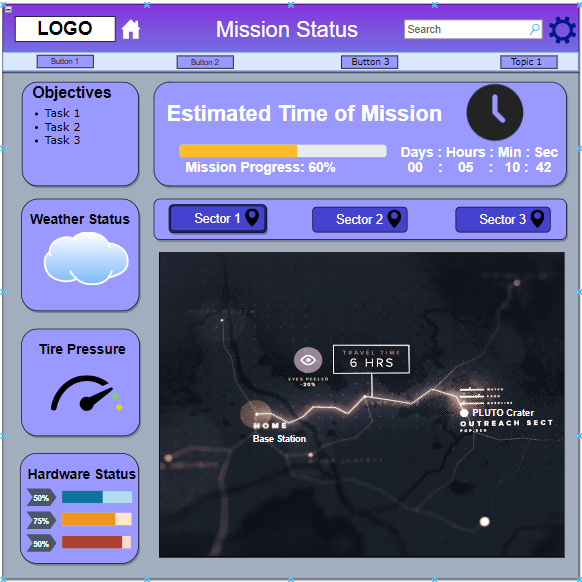 LOGO
Mission Status
Search
Button 1
Button 2
Button 3
Topic 1
Objectives
Task 1
Task 2
Task 3
Estimated Time of Mission
Mission Progress: 60%
Days : Hours : Min : Sec
00 : 05 : 10 : 42
Weather Status
Sector 1
Sector 2
Sector 3
Tire Pressure
TRAVEL TIME
6 HRS
EYES PEELED
-20%
HOME
Base Station
WATER
FOOD
PLUTO Crater
OUTREACH SECT
Hardware Status
50%
75%
90%